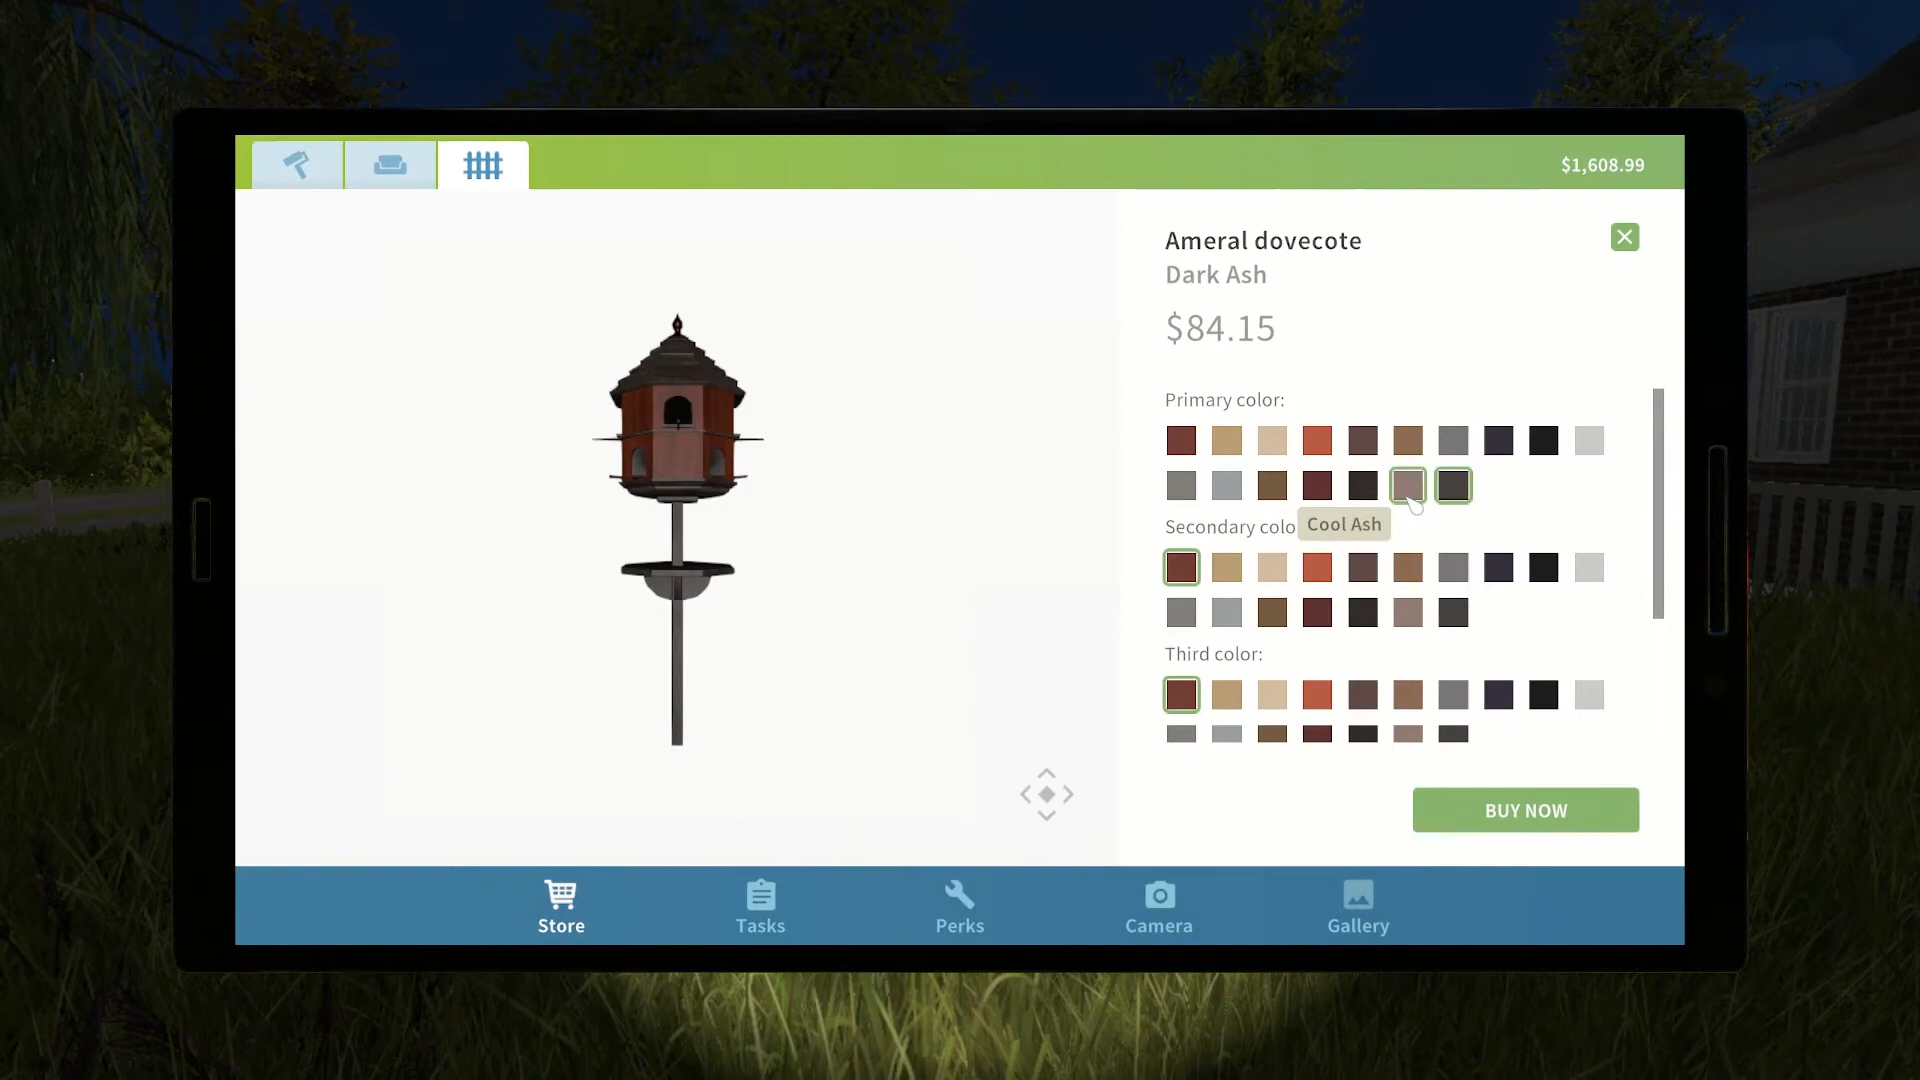 $1,608.99
Ameral dovecote
Dark Ash
$84.15
Primary color:
Cool Ash
Secondary colo
Third color:
BUY NOW
Store
Tasks
Perks
Camera
Gallery